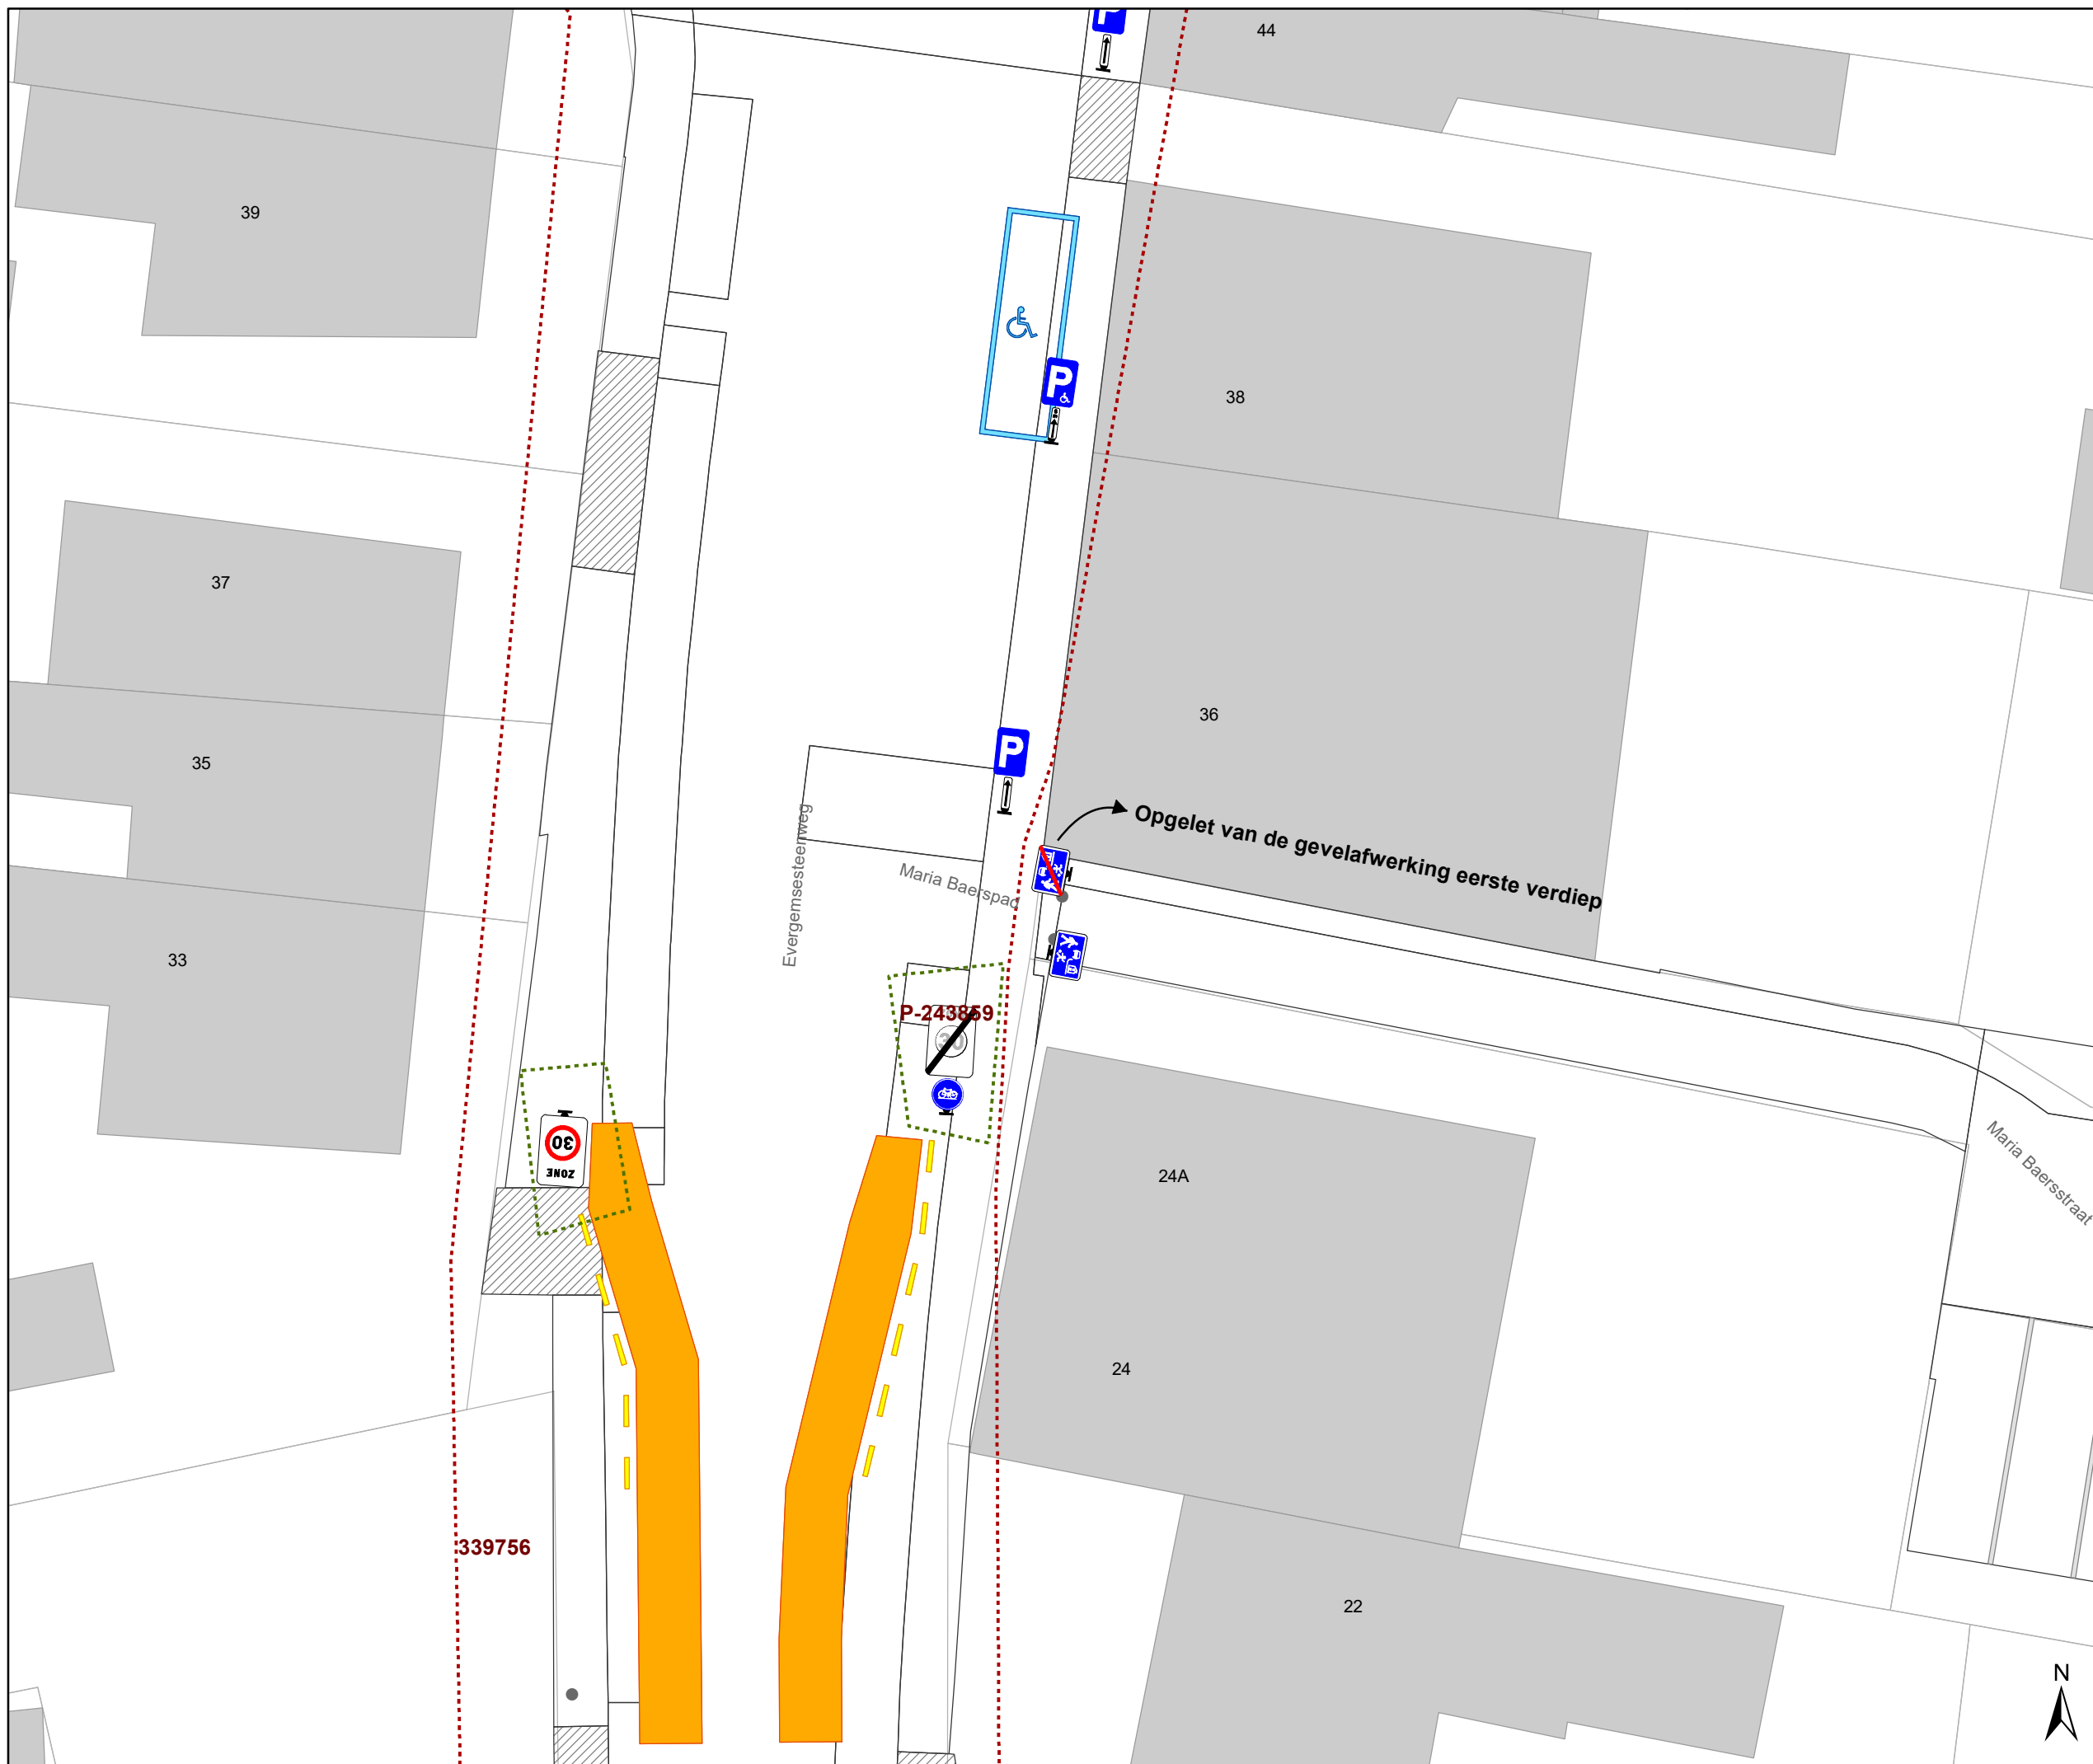 P
44
39
38
P
37
36
P
35
Opgelet van de gevelafwerking eerste verdiep
Evergemsesteenweg
Maria Baerspad
33
P-243859
30
30
ZONE
24A
Maria Baersstraat
24
339756
22
N